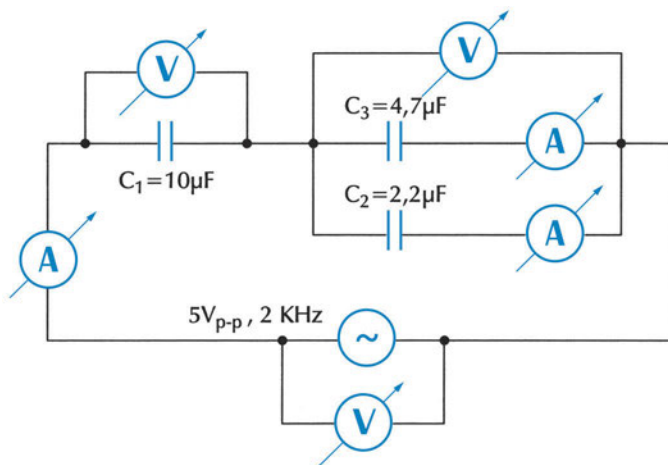 V
V
C₃=4,7µF
A
C₁=10µF
C₂=2,2µF
A
A
5Vp-p , 2 KHz
~
V